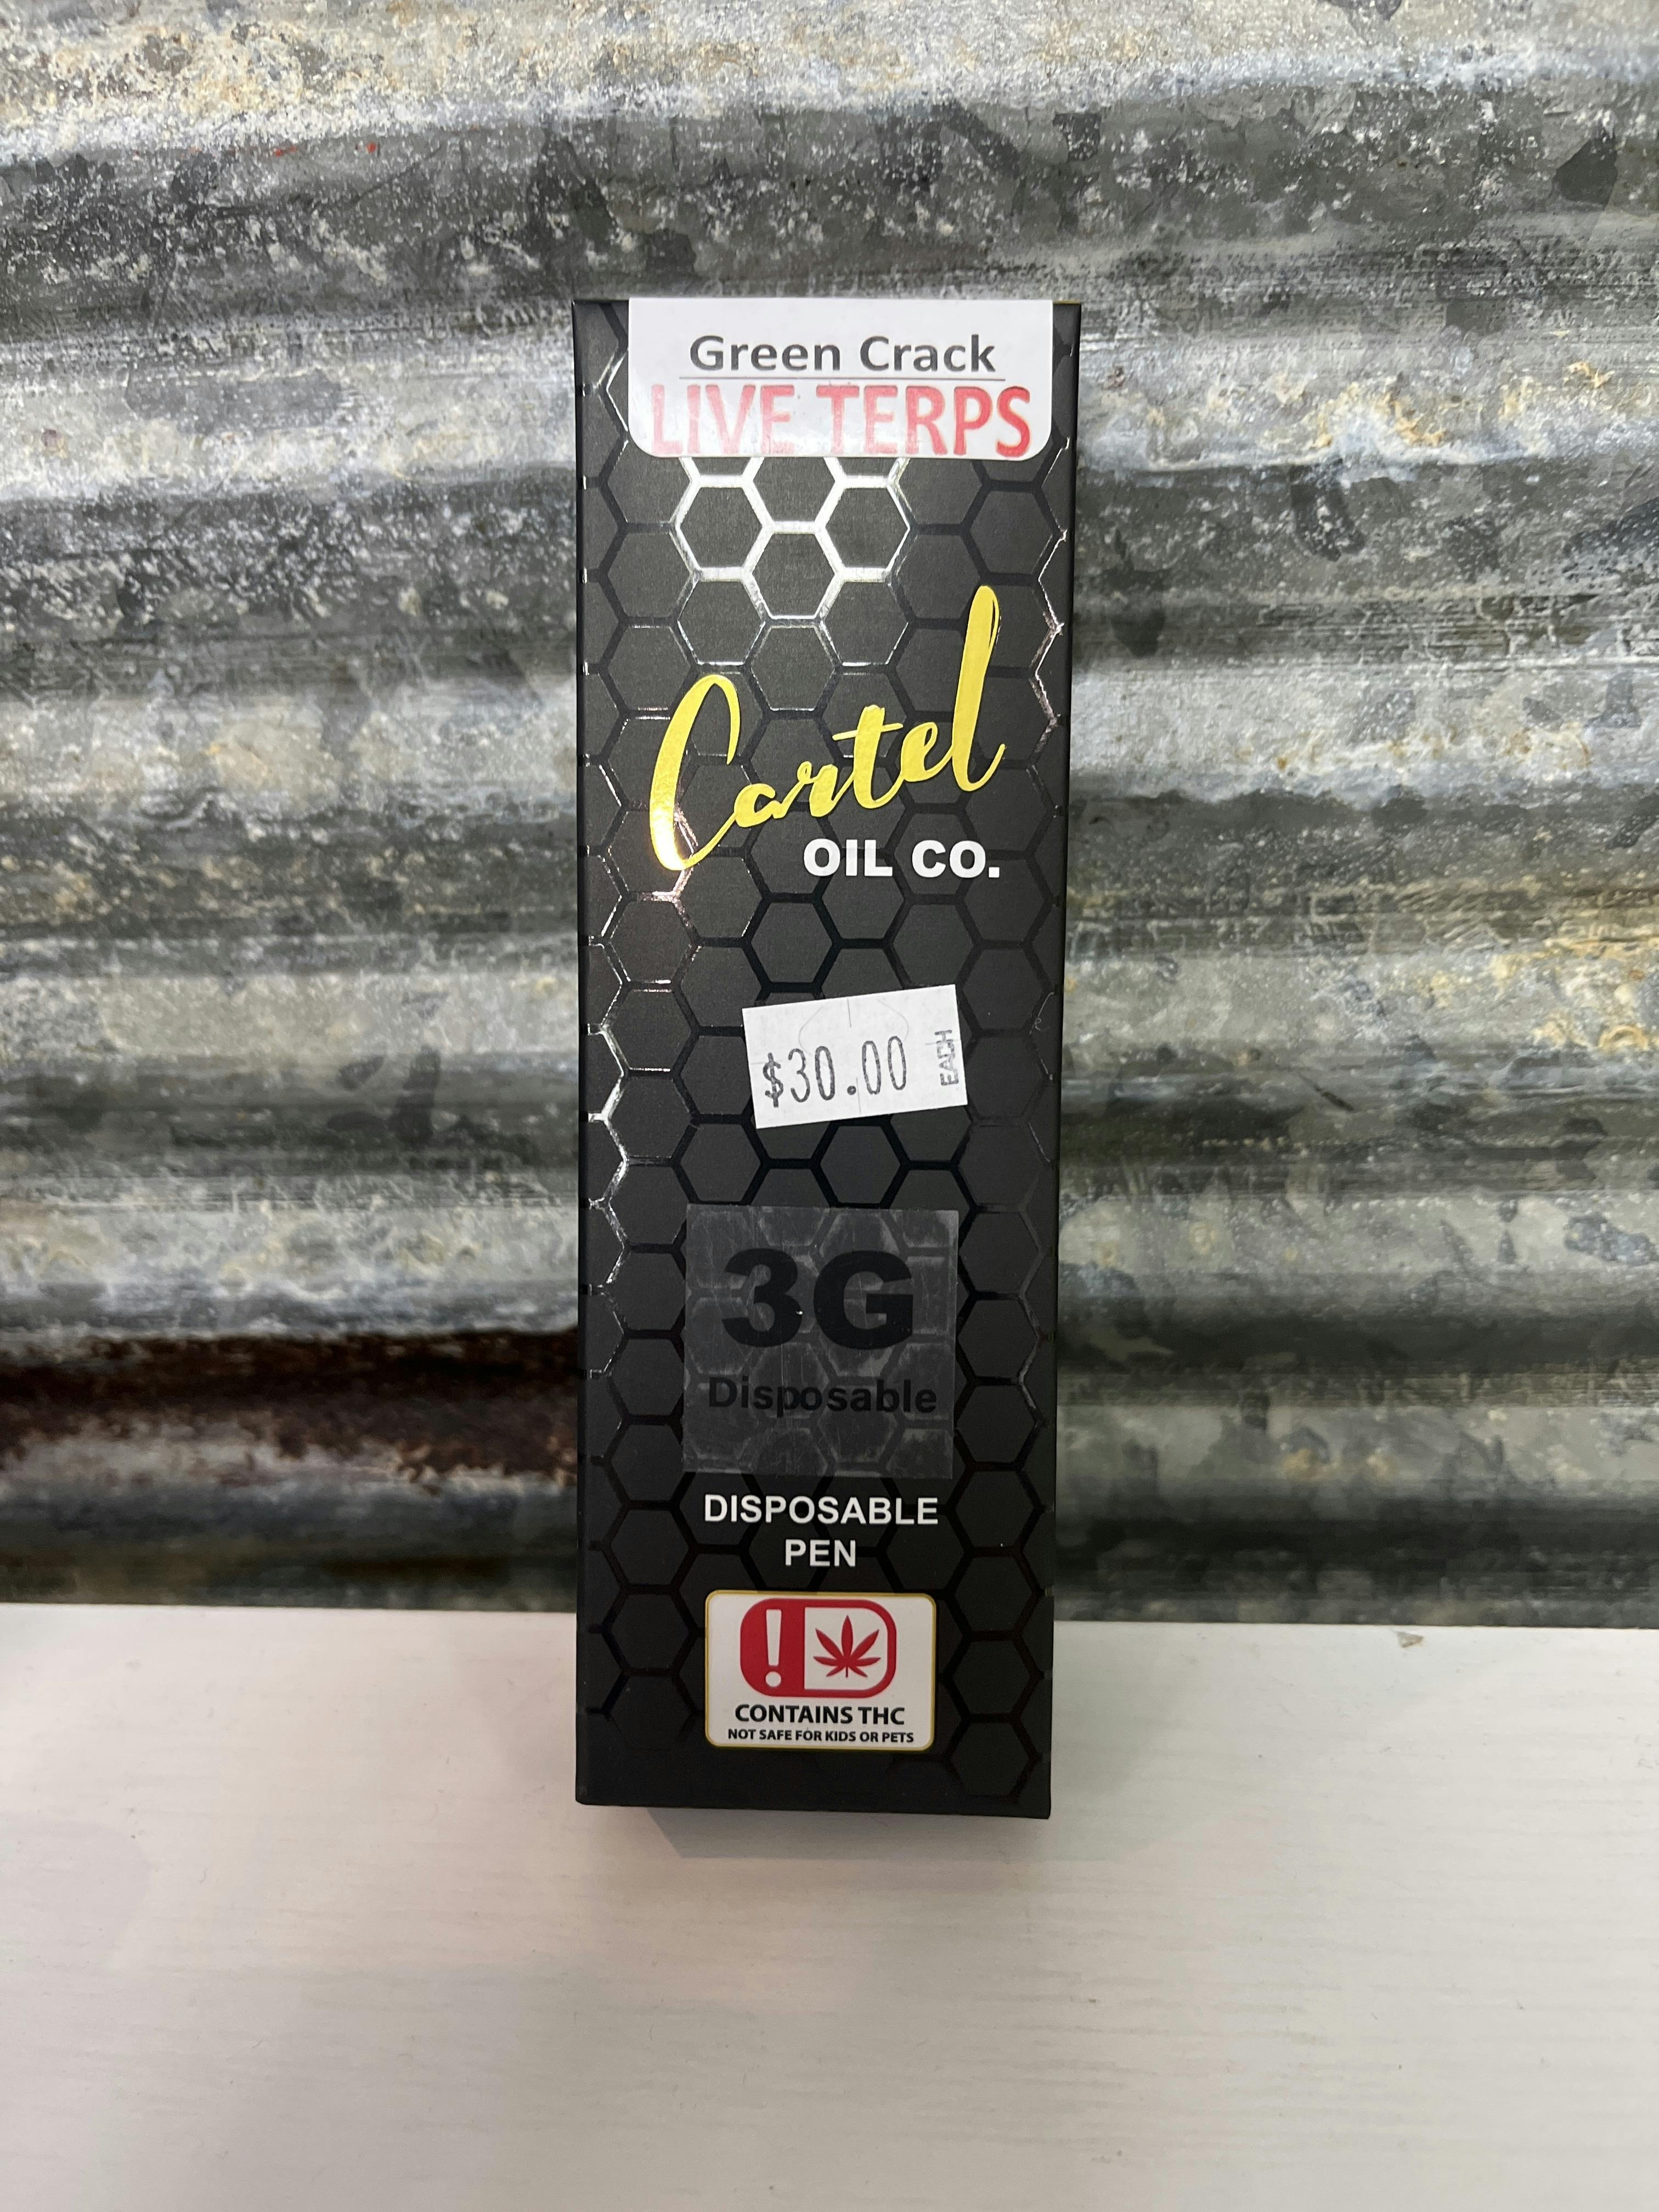 Green Crack
LIVE TERPS
Cartel
OIL CO.
$30.00 EACH
3G
Disposable
DISPOSABLE
PEN
!
CONTAINS THC
NOT SAFE FOR KIDS OR PETS